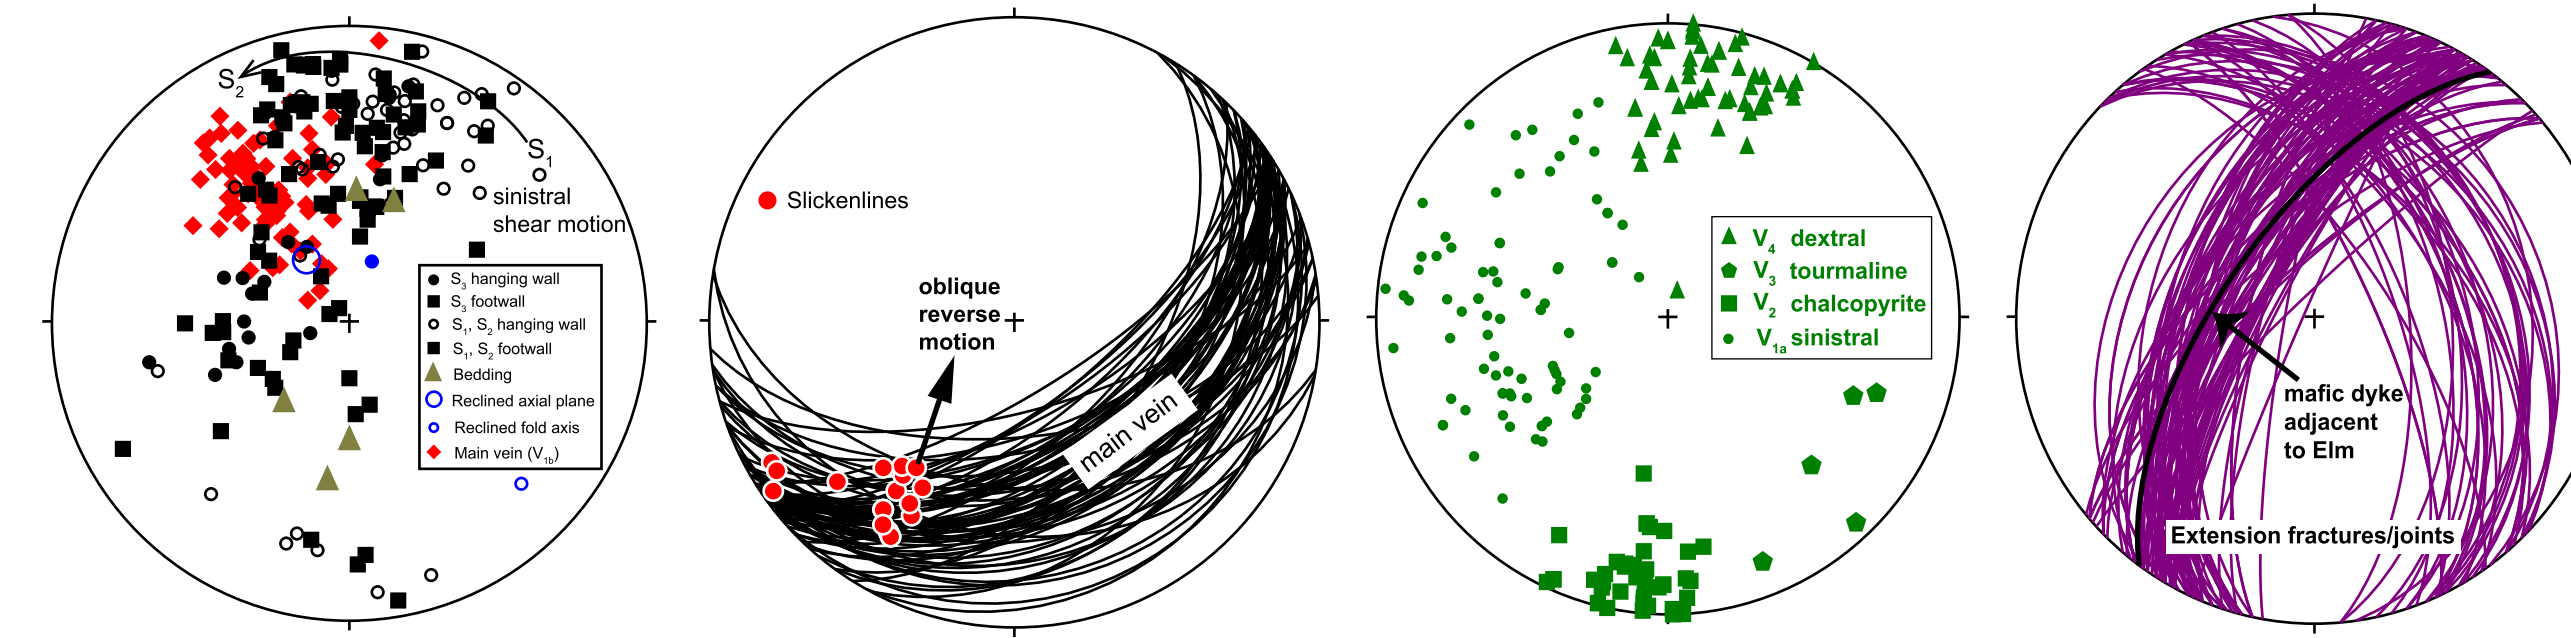 S2
S1
sinistral
shear motion
S3 hanging wall
S3 footwall
S1, S2 hanging wall
S1, S2 footwall
Bedding
Reclined axial plane
Reclined fold axis
Main vein (V1b)
Slickenlines
oblique
reverse
motion
main vein
V4 dextral
V3 tourmaline
V2 chalcopyrite
V1a sinistral
mafic dyke
adjacent
to Elm
Extension fractures/joints